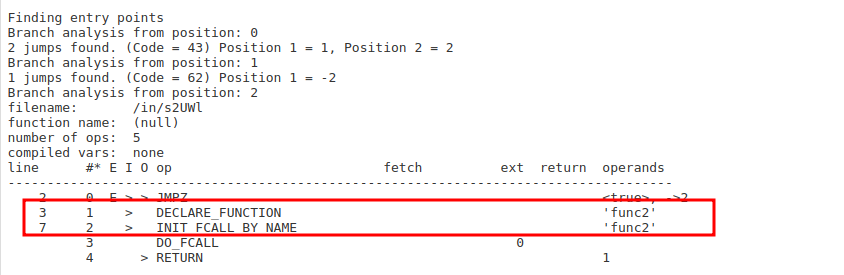 Finding entry points
Branch analysis from position: 0
2 jumps found. (Code = 43) Position 1 = 1, Position 2 = 2
Branch analysis from position: 1
1 jumps found. (Code = 62) Position 1 = -2
Branch analysis from position: 2
filename:       /in/s2UWl
function name:  (null)
number of ops:  5
compiled vars:  none
line      #* E I O op                           fetch          ext  return  operands
-------------------------------------------------------------------------------------
    2     0  E > > JMPZ                                                     <true>, ->2
    3     1    >   DECLARE_FUNCTION                                         'func2'
    7     2    >   INIT_FCALL_BY_NAME                                       'func2'
          3        DO_FCALL                                      0
          4      > RETURN                                                   1